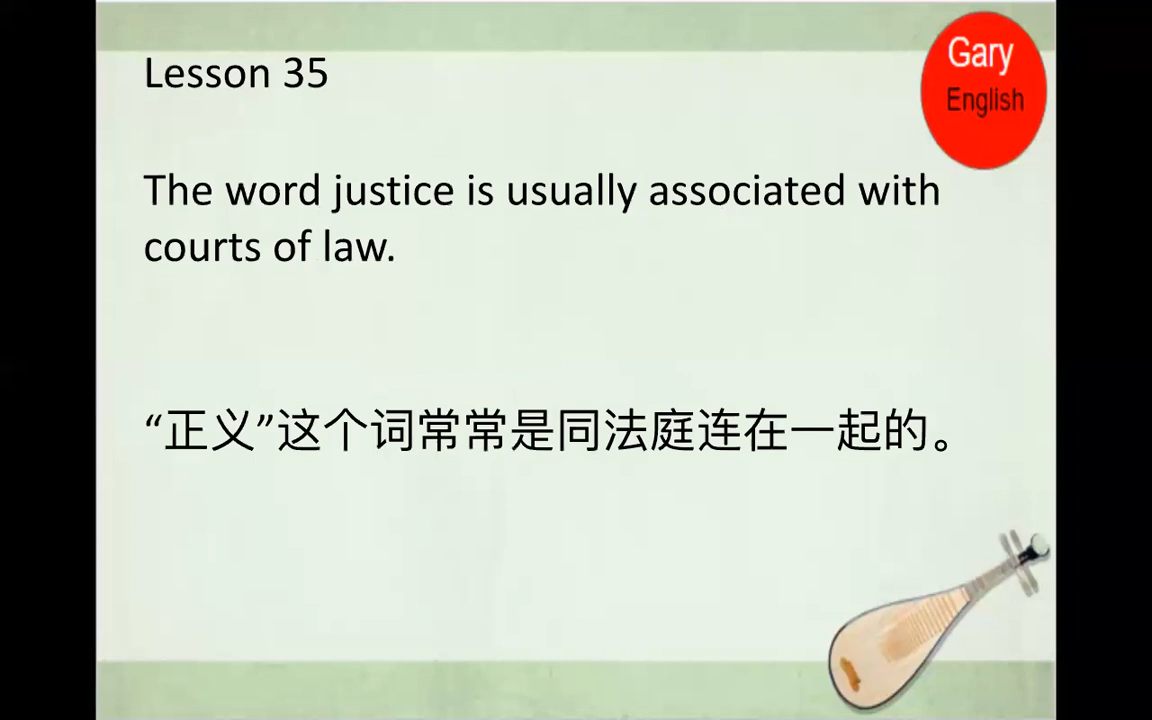 Lesson 35
Gary
English
The word justice is usually associated with
courts of law.
“正义”这个词常常是同法庭连在一起的。